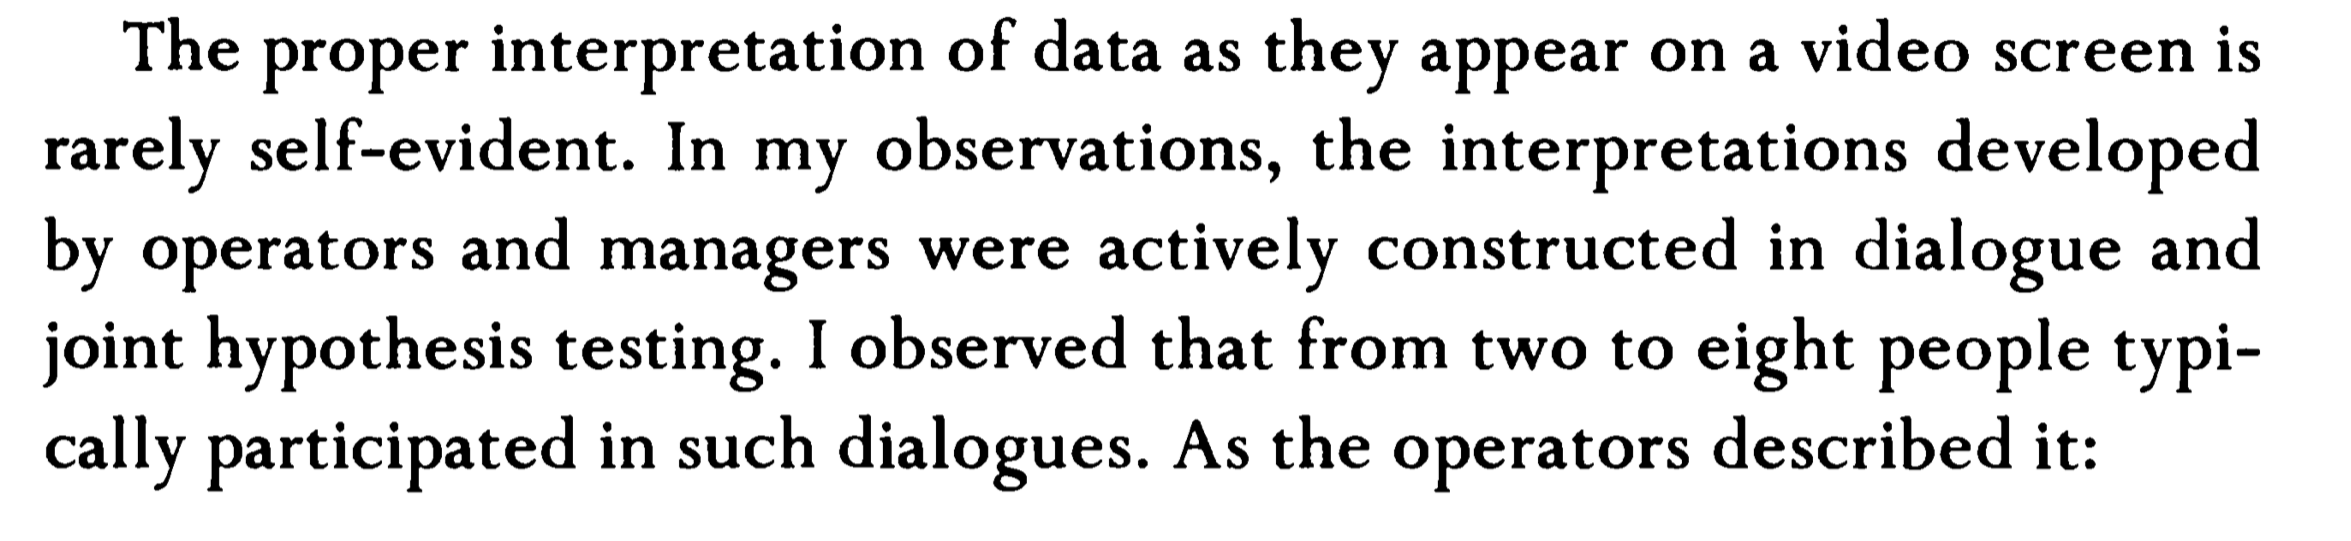 The proper interpretation of data as they appear on a video screen is
rarely self-evident. In my observations, the interpretations developed
by operators and managers were actively constructed in dialogue and
joint hypothesis testing. I observed that from two to eight people typi-
cally participated in such dialogues. As the operators described it: